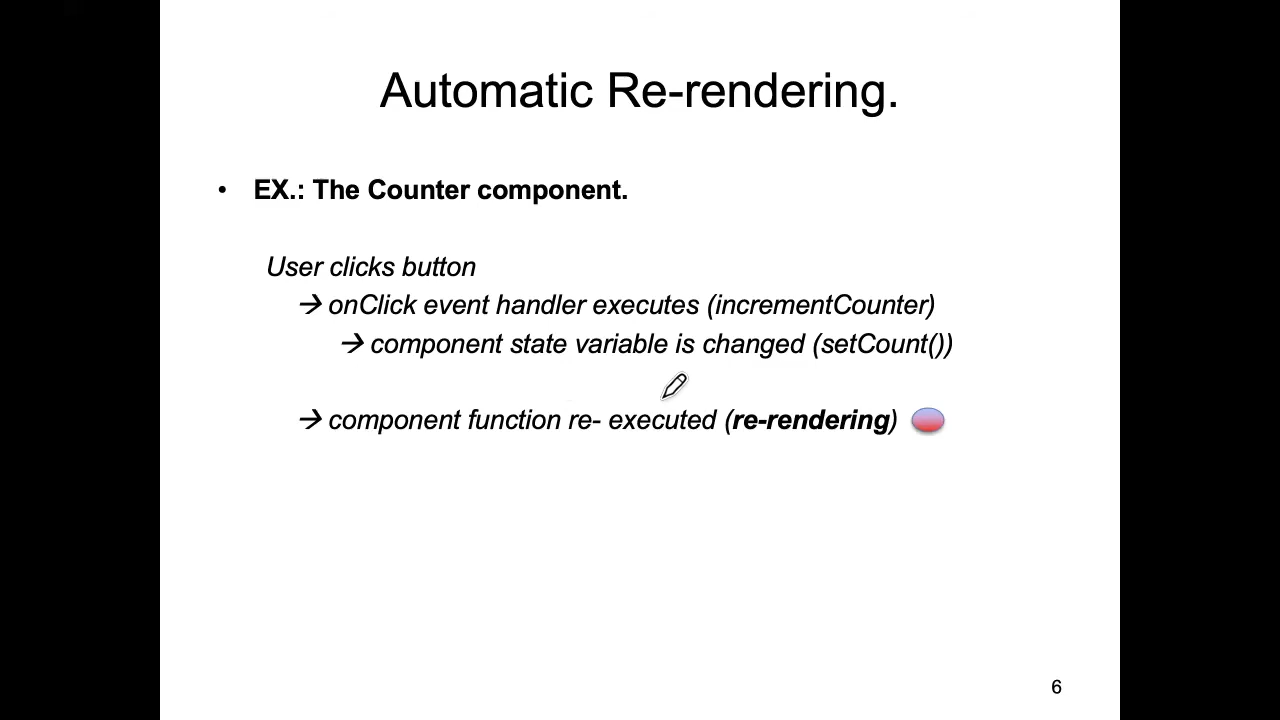 Automatic Re-rendering.
• EX.: The Counter component.
User clicks button
→ onClick event handler executes (incrementCounter)
→ component state variable is changed (setCount())
→ component function re- executed (re-rendering)
6